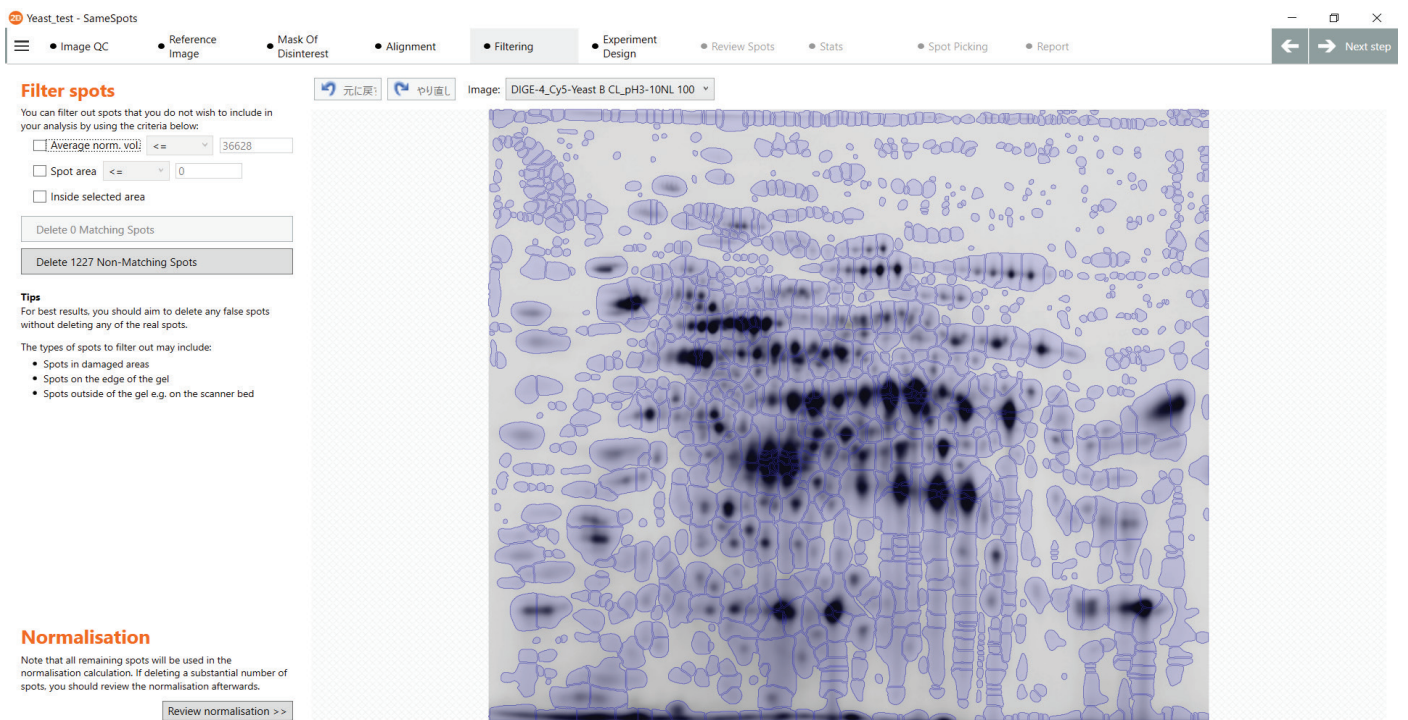 2D Yeast_test - SameSpots
Image QC
Reference
Image
Mask Of
Disinterest
Alignment
Filtering
Experiment
Design
Review Spots
Stats
Spot Picking
Report
Next step
Filter spots
You can filter out spots that you do not wish to include in
your analysis by using the criteria below:
Average norm. vol. <= 36628
Spot area <= 0
Inside selected area
Delete 0 Matching Spots
Delete 1227 Non-Matching Spots
Tips
For best results, you should aim to delete any false spots
without deleting any of the real spots.
The types of spots to filter out may include:
• Spots in damaged areas
• Spots on the edge of the gel
• Spots outside of the gel e.g. on the scanner bed
元に戻 やり直し Image: DIGE-4_Cy5-Yeast B CL_pH3-10NL 100
Normalisation
Note that all remaining spots will be used in the
normalisation calculation. If deleting a substantial number of
spots, you should review the normalisation afterwards.
Review normalisation >>